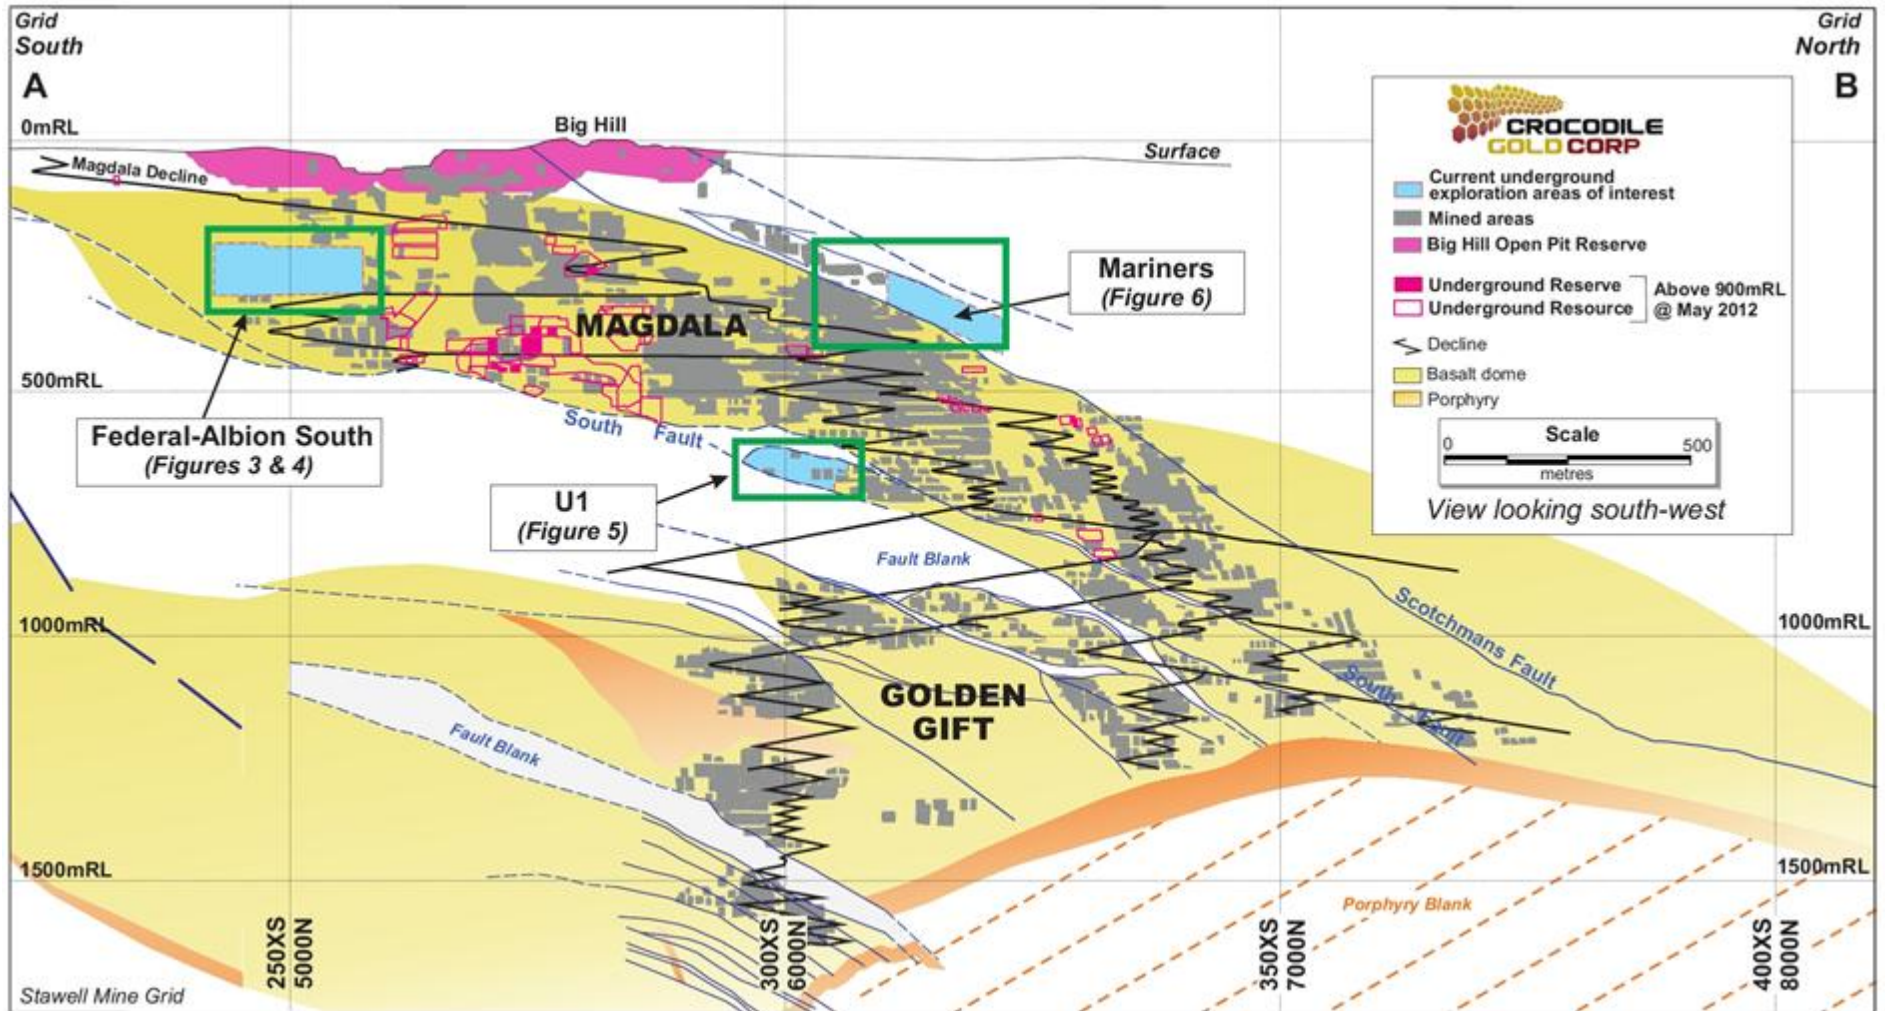 Grid
South
A
Grid
North
B
0mRL
Big Hill
Magdala Decline
Surface
CROCODILE
GOLD CORP
Current underground
exploration areas of interest
Mined areas
Big Hill Open Pit Reserve
Underground Reserve
Underground Resource
Above 900mRL
@ May 2012
Decline
Basalt dome
Porphyry
Scale
0
500
metres
View looking south-west
Mariners
(Figure 6)
MAGDALA
500mRL
South Fault
Federal-Albion South
(Figures 3 & 4)
U1
(Figure 5)
Fault Blank
1000mRL
1000mRL
Scotchmans Fault
South Fault
GOLDEN
GIFT
Fault Blank
1500mRL
1500mRL
Porphyry Blank
250XS
5000N
300XS
6000N
350XS
7000N
400XS
8000N
Stawell Mine Grid